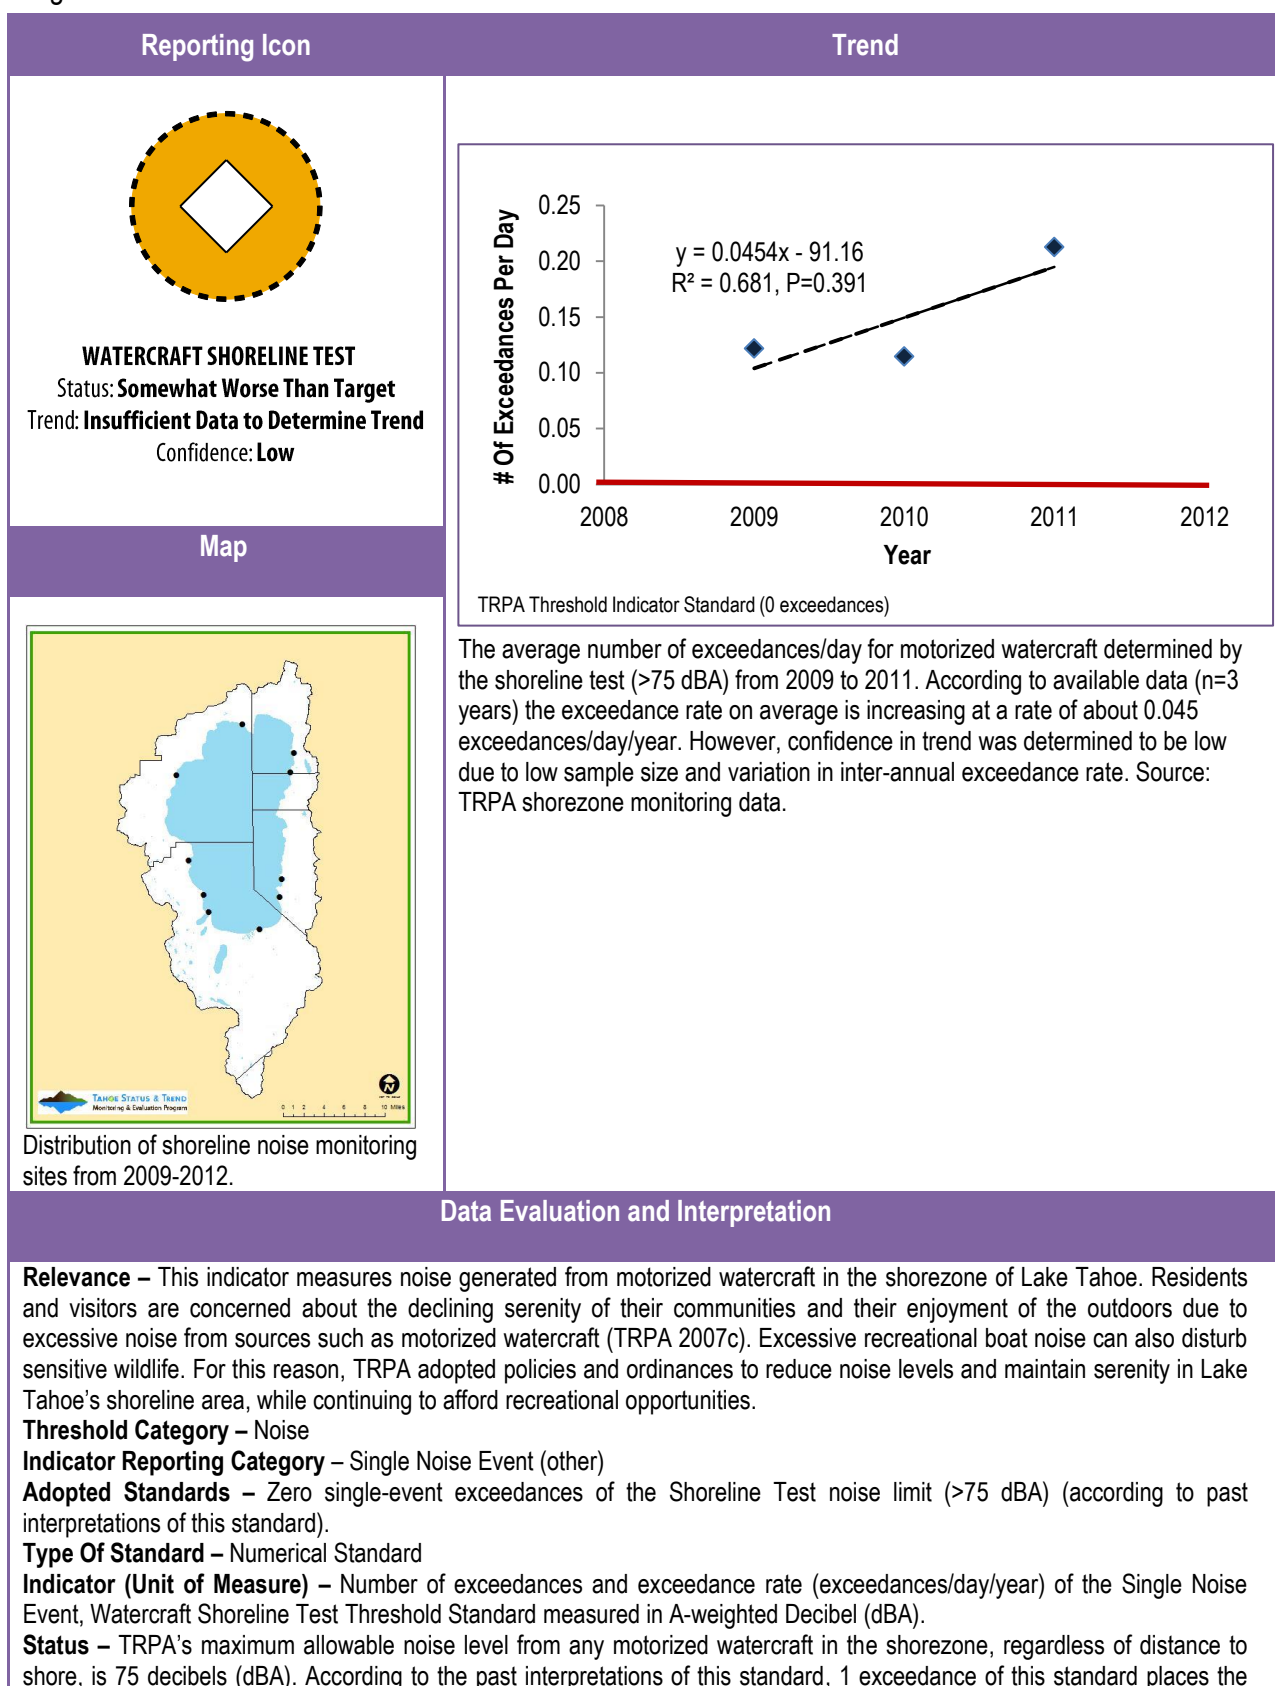 Reporting Icon
Trend
WATERCRAFT SHORELINE TEST
Status: Somewhat Worse Than Target
Trend: Insufficient Data to Determine Trend
Confidence: Low
# Of Exceedances Per Day
0.25
0.20
0.15
0.10
0.05
0.00
y = 0.0454x - 91.16
R² = 0.681, P=0.391
2008 2009 2010 2011 2012
Year
TRPA Threshold Indicator Standard (0 exceedances)
The average number of exceedances/day for motorized watercraft determined by
the shoreline test (>75 dBA) from 2009 to 2011. According to available data (n=3
years) the exceedance rate on average is increasing at a rate of about 0.045
exceedances/day/year. However, confidence in trend was determined to be low
due to low sample size and variation in inter-annual exceedance rate. Source:
TRPA shorezone monitoring data.
Map
TAHOE STATUS & TREND
Monitoring & Evaluation Program
N
0 1 2 4 6 8 10 Miles
Distribution of shoreline noise monitoring
sites from 2009-2012.
Data Evaluation and Interpretation
Relevance – This indicator measures noise generated from motorized watercraft in the shorezone of Lake Tahoe. Residents
and visitors are concerned about the declining serenity of their communities and their enjoyment of the outdoors due to
excessive noise from sources such as motorized watercraft (TRPA 2007c). Excessive recreational boat noise can also disturb
sensitive wildlife. For this reason, TRPA adopted policies and ordinances to reduce noise levels and maintain serenity in Lake
Tahoe's shoreline area, while continuing to afford recreational opportunities.
Threshold Category – Noise
Indicator Reporting Category – Single Noise Event (other)
Adopted Standards – Zero single-event exceedances of the Shoreline Test noise limit (>75 dBA) (according to past
interpretations of this standard).
Type Of Standard – Numerical Standard
Indicator (Unit of Measure) – Number of exceedances and exceedance rate (exceedances/day/year) of the Single Noise
Event, Watercraft Shoreline Test Threshold Standard measured in A-weighted Decibel (dBA).
Status – TRPA's maximum allowable noise level from any motorized watercraft in the shorezone, regardless of distance to
shore, is 75 decibels (dBA). According to the past interpretations of this standard, 1 exceedance of this standard places the